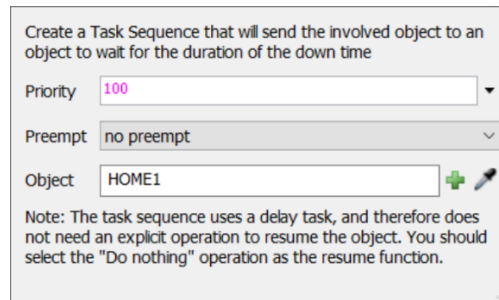 Create a Task Sequence that will send the involved object to an
object to wait for the duration of the down time
Priority 100
Preempt no preempt
Object HOME1
Note: The task sequence uses a delay task, and therefore does
not need an explicit operation to resume the object. You should
select the "Do nothing" operation as the resume function.